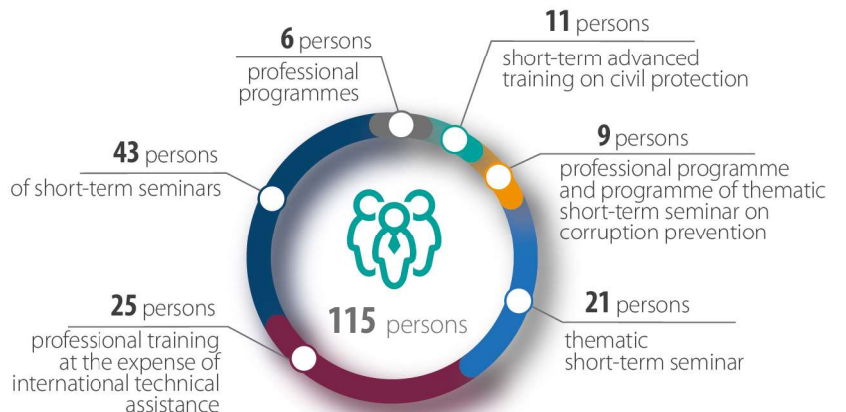 6 persons
professional
programmes
11 persons
short-term advanced
training on civil protection
43 persons
of short-term seminars
9 persons
professional programme
and programme of thematic
short-term seminar on
corruption prevention
115 persons
25 persons
professional training
at the expense of
international technical
assistance
21 persons
thematic
short-term seminar